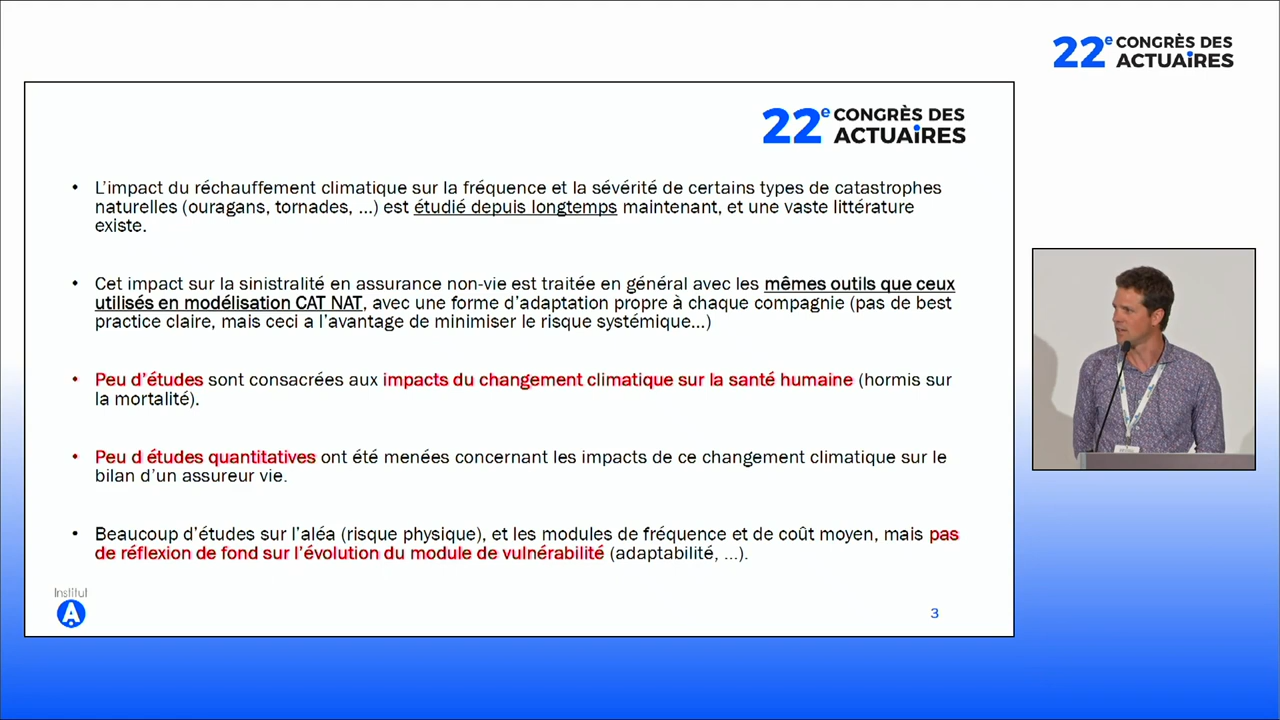 22e CONGRÈS DES
ACTUAIRES
22e CONGRÈS DES
ACTUAIRES
• L'impact du réchauffement climatique sur la fréquence et la sévérité de certains types de catastrophes
naturelles (ouragans, tornades, ...) est étudié depuis longtemps maintenant, et une vaste littérature
existe.
• Cet impact sur la sinistralité en assurance non-vie est traitée en général avec les mêmes outils que ceux
utilisés en modélisation CAT NAT, avec une forme d'adaptation propre à chaque compagnie (pas de best
practice claire, mais ceci a l'avantage de minimiser le risque systémique...)
• Peu d'études sont consacrées aux impacts du changement climatique sur la santé humaine (hormis sur
la mortalité).
• Peu d études quantitatives ont été menées concernant les impacts de ce changement climatique sur le
bilan d'un assureur vie.
• Beaucoup d'études sur l'aléa (risque physique), et les modules de fréquence et de coût moyen, mais pas
de réflexion de fond sur l'évolution du module de vulnérabilité (adaptabilité, ...).
Institut
A
3